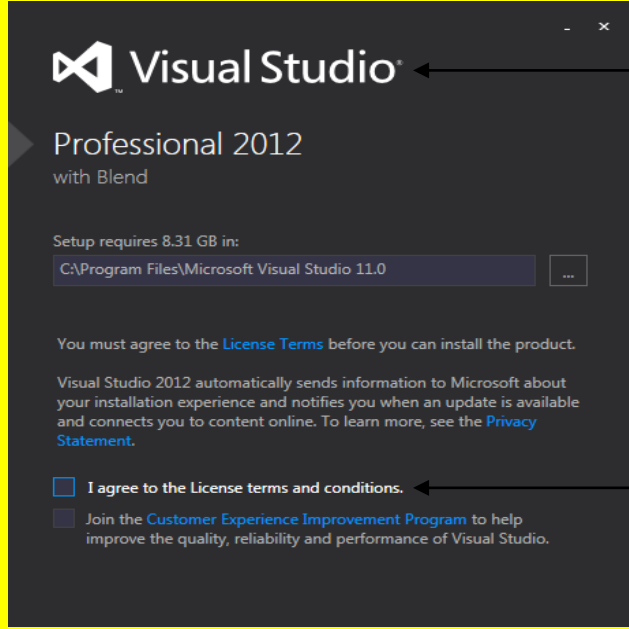 Visual Studio®
™
Professional 2012
with Blend
Setup requires 8.31 GB in:
C:\Program Files\Microsoft Visual Studio 11.0
...
You must agree to the License Terms before you can install the product.
Visual Studio 2012 automatically sends information to Microsoft about
your installation experience and notifies you when an update is available
and connects you to content online. To learn more, see the Privacy
Statement.
I agree to the License terms and conditions.
Join the Customer Experience Improvement Program to help
improve the quality, reliability and performance of Visual Studio.